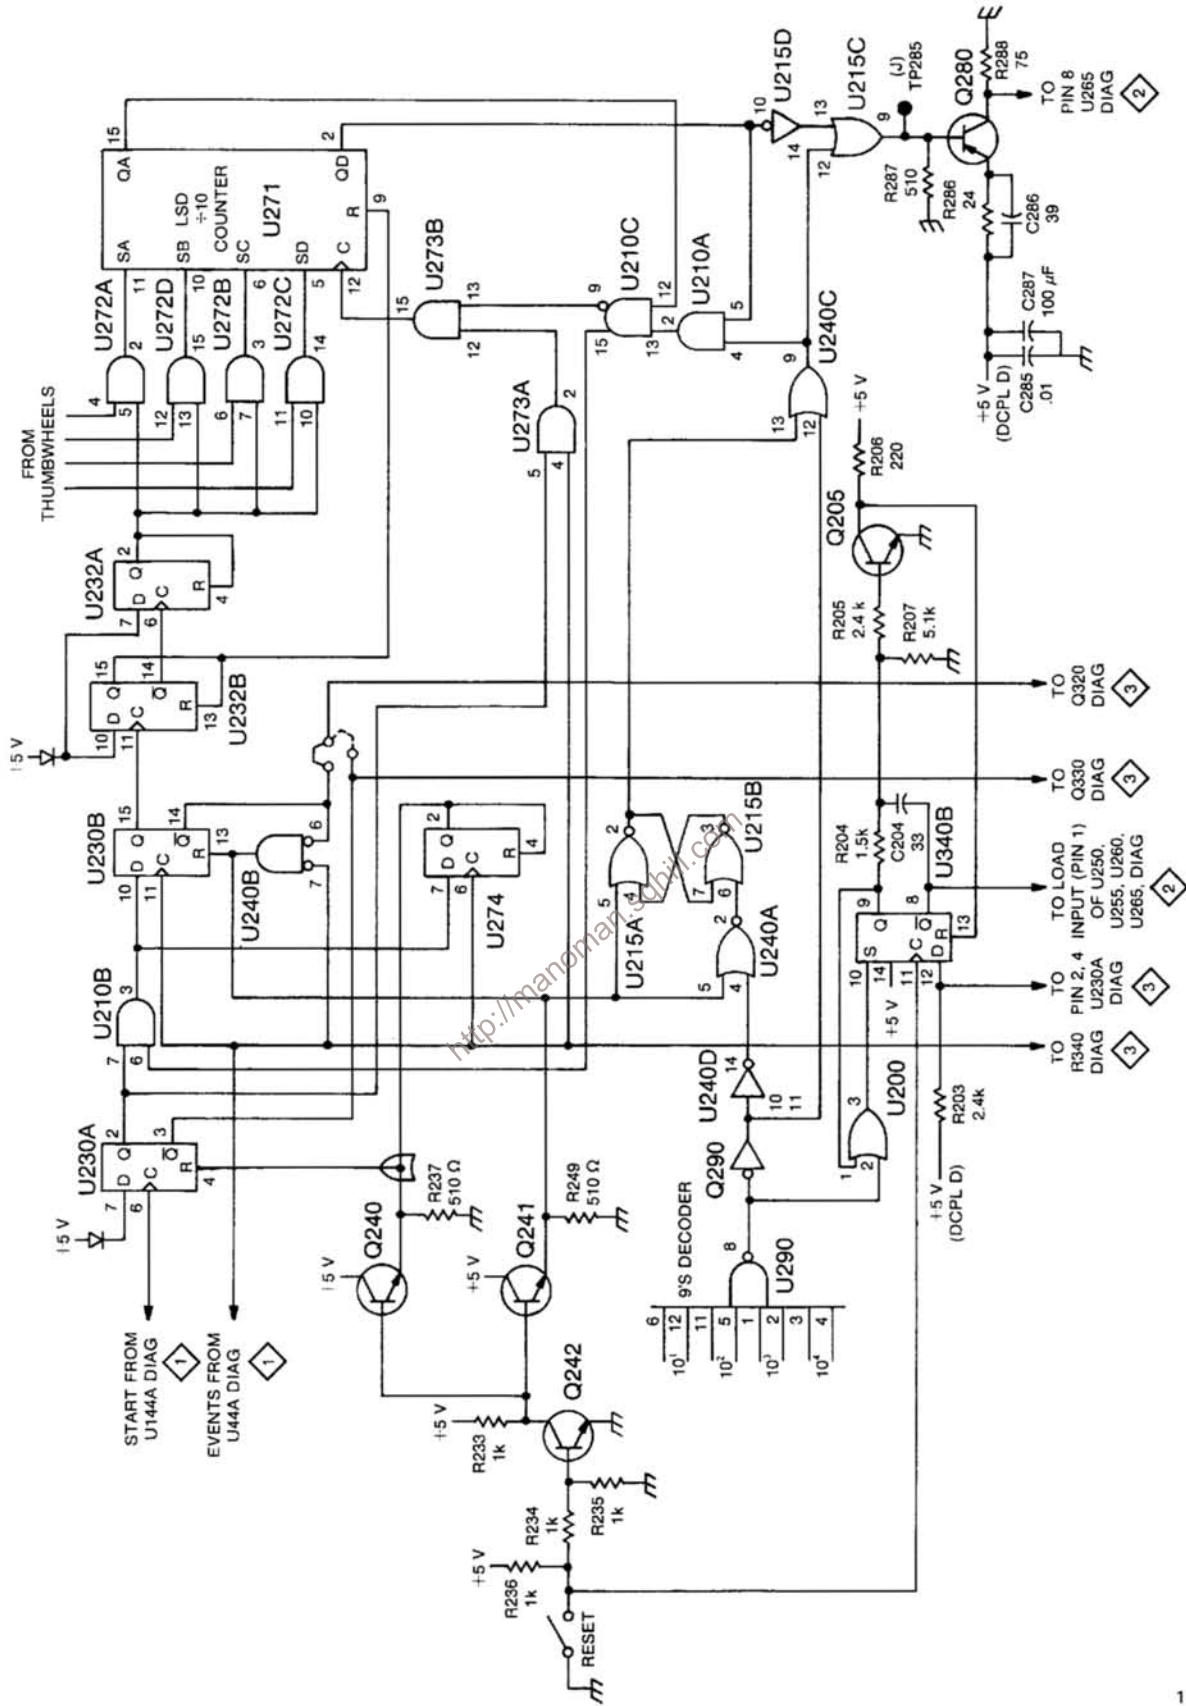 FROM
THUMBWHEELS
4
5
12
13
6
7
11
10
U272A
U272D
U272B
U272C
2
15
3
14
SA
11
SB
10
SC
6
SD
5
C
12
LSD
÷10
COUNTER
U271
QA
15
QD
2
R
9
+5 V
U232A
7
D
Q
2
6
C
R
4
10
D
Q
15
11
C
Q
14
R
13
U232B
U230B
10
D
Q
15
11
C
Q
14
R
13
U240B
6
7
U210B
7
6
3
+5 V
U230A
7
D
Q
2
6
C
Q
3
R
4
START FROM
U144A DIAG
1
EVENTS FROM
U44A DIAG
1
7
D
Q
2
6
C
R
4
U274
U273B
15
12
13
U273A
5
4
2
U210C
9
15
13
12
U210A
2
4
5
U215D
10
14
U215C
13
12
9
(J)
TP285
R287
510
Q280
R288
75
TO
PIN 8
U265
DIAG
2
R286
24
C286
39
C287
100 µF
C285
.01
+5 V
(DCPL D)
U240C
9
13
12
+5 V
Q240
R237
510 Ω
+5 V
Q241
R249
510 Ω
+5 V
R233
1k
Q242
R234
1k
R235
1k
+5 V
R236
1k
RESET
U215A
5
4
2
U215B
7
6
3
U240A
5
4
2
U240D
14
10
11
Q290
9'S DECODER
6
12
11
5
1
2
3
4
10¹
10²
10³
10⁴
8
U290
U200
1
2
3
U340B
10
S
Q
9
14
+5 V
11
C
Q
8
12
D
R
13
R204
1.5k
C204
33
R205
2.4 k
R207
5.1k
Q205
R206
220
+5 V
R203
2.4k
+5 V
(DCPL D)
TO
R340
DIAG
3
TO
PIN 2, 4
U230A
DIAG
3
TO LOAD
INPUT (PIN 1)
OF U250,
U255, U260,
U265, DIAG
2
TO
Q330
DIAG
3
TO
Q320
DIAG
3
http://manoman.sqhill.com
1